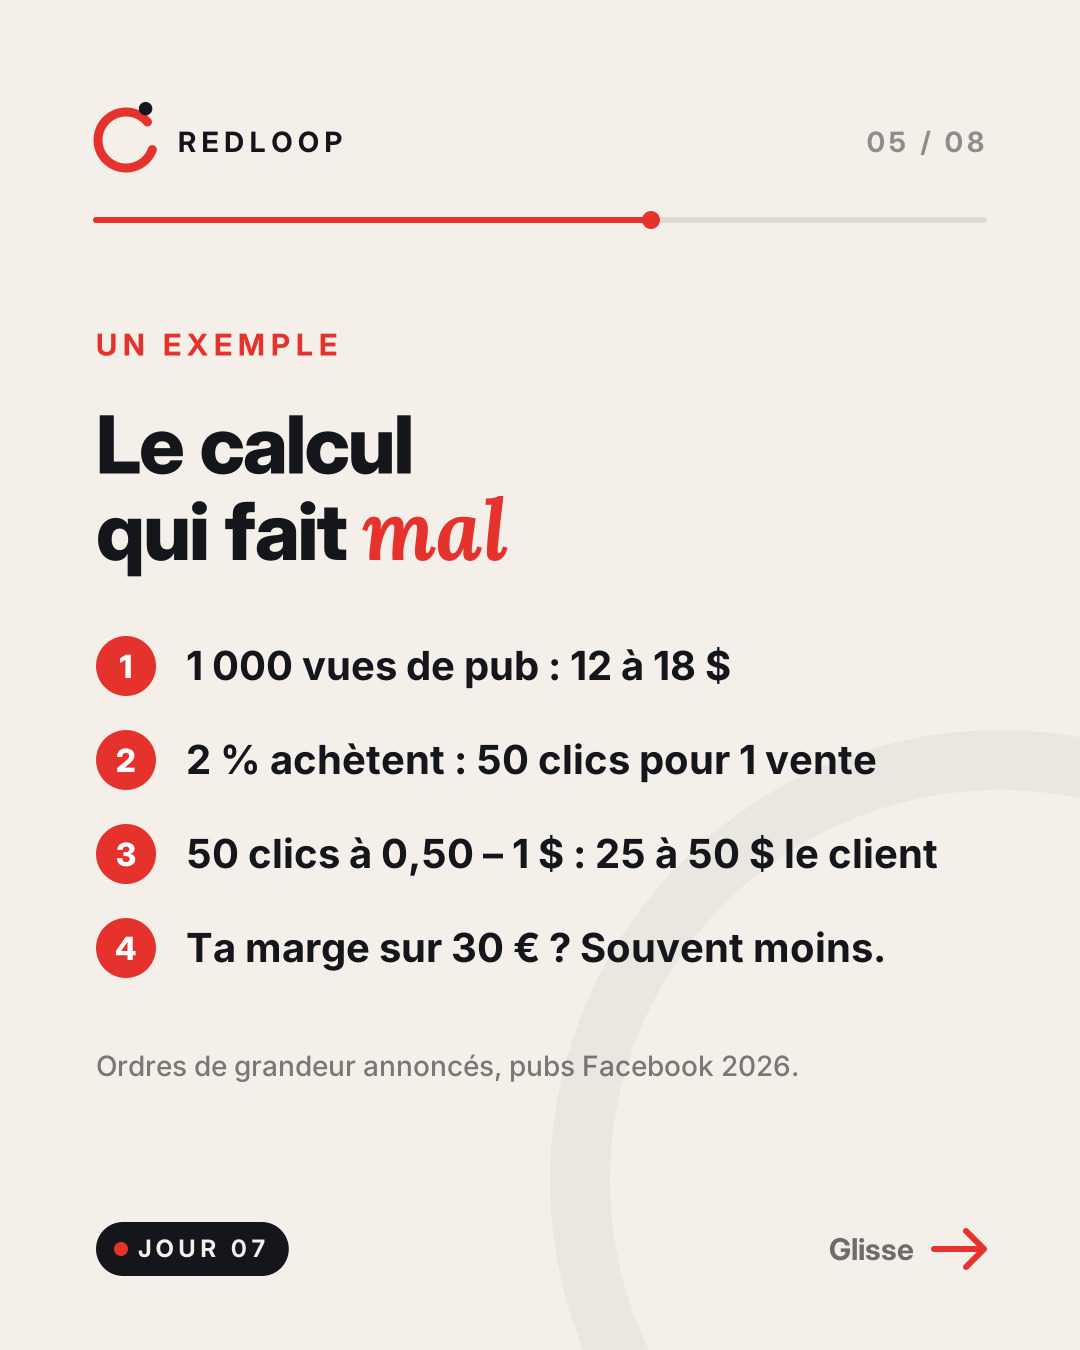 REDLOOP
05 / 08
UN EXEMPLE
Le calcul
qui fait mal
1 1 000 vues de pub : 12 à 18 $
2 2 % achètent : 50 clics pour 1 vente
3 50 clics à 0,50 – 1 $ : 25 à 50 $ le client
4 Ta marge sur 30 € ? Souvent moins.
Ordres de grandeur annoncés, pubs Facebook 2026.
JOUR 07
Glisse